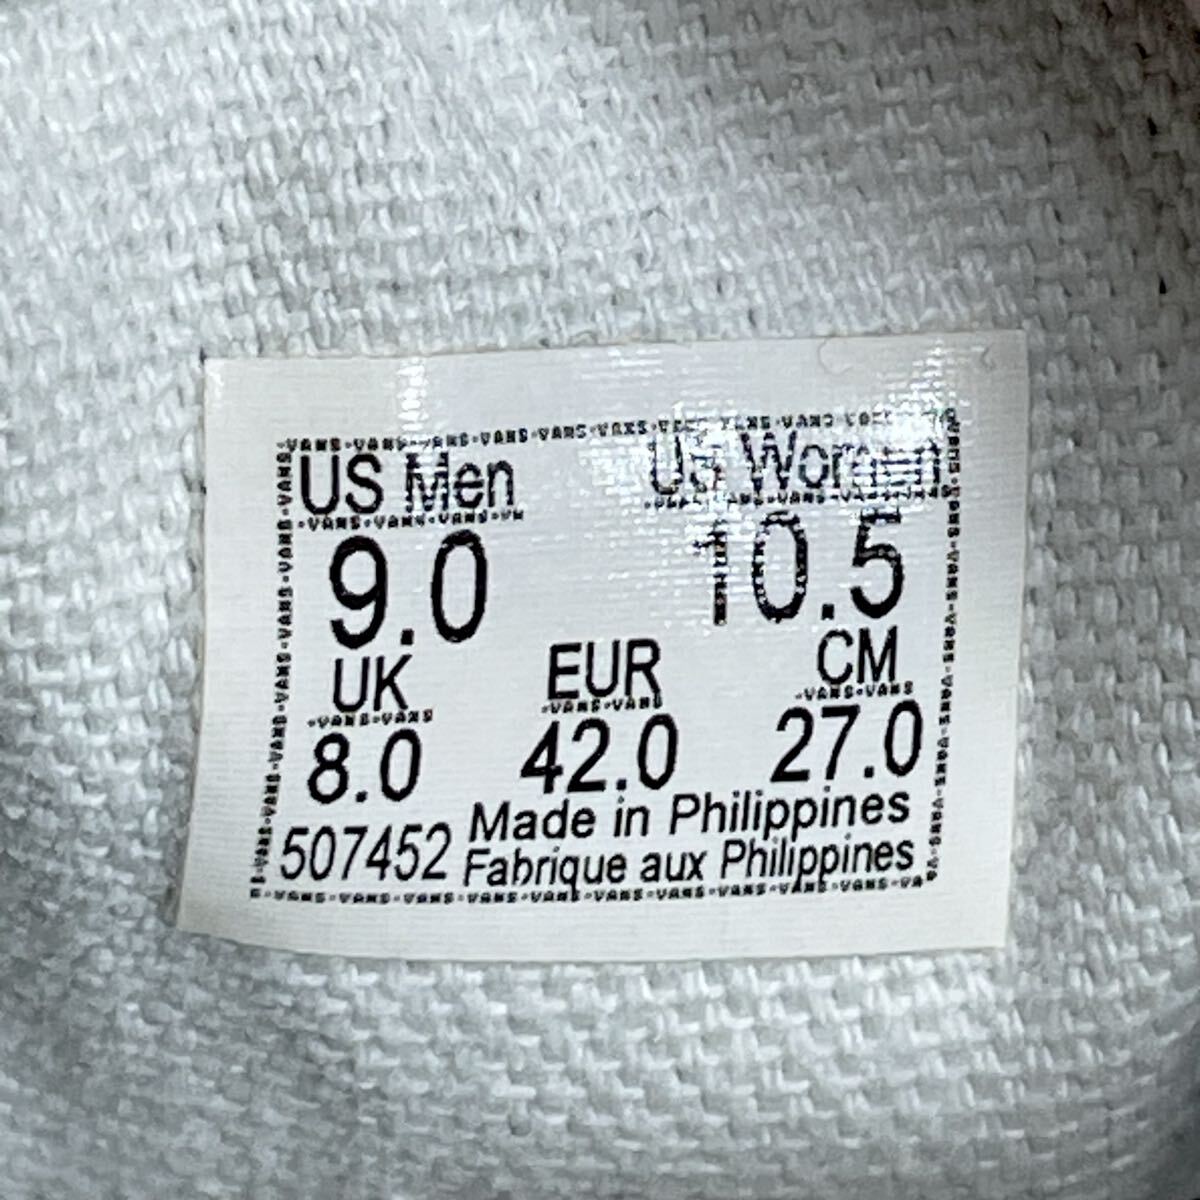 US Men US Women
9.0 10.5
UK EUR CM
8.0 42.0 27.0
507452 Made in Philippines
Fabrique aux Philippines